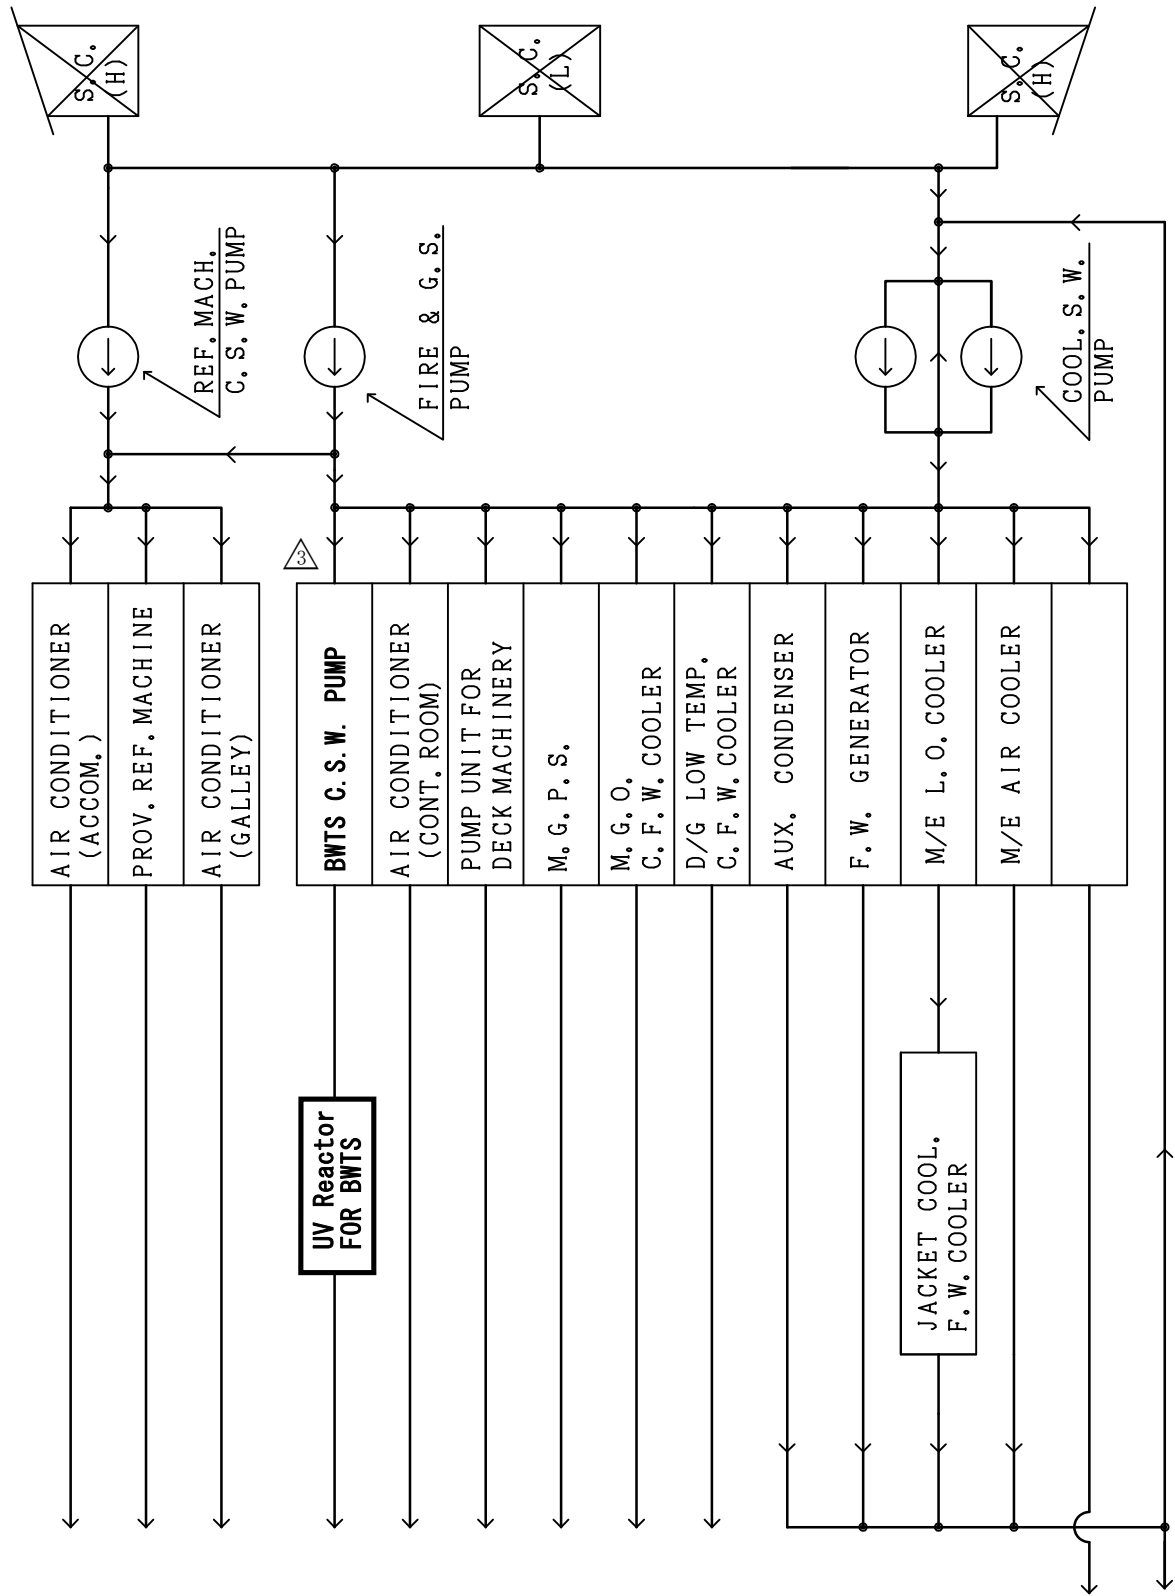 S.C.
(H)
S.C.
(L)
S.C.
(H)
REF. MACH.
C.S.W. PUMP
FIRE & G.S.
PUMP
COOL. S.W.
PUMP
3
AIR CONDITIONER
(ACCOM.)
PROV. REF. MACHINE
AIR CONDITIONER
(GALLEY)
BWTS C.S.W. PUMP
AIR CONDITIONER
(CONT. ROOM)
PUMP UNIT FOR
DECK MACHINERY
M.G.P.S.
M.G.O.
C.F.W. COOLER
D/G LOW TEMP.
C.F.W. COOLER
AUX. CONDENSER
F.W. GENERATOR
M/E L.O. COOLER
M/E AIR COOLER
UV Reactor
FOR BWTS
JACKET COOL.
F.W. COOLER